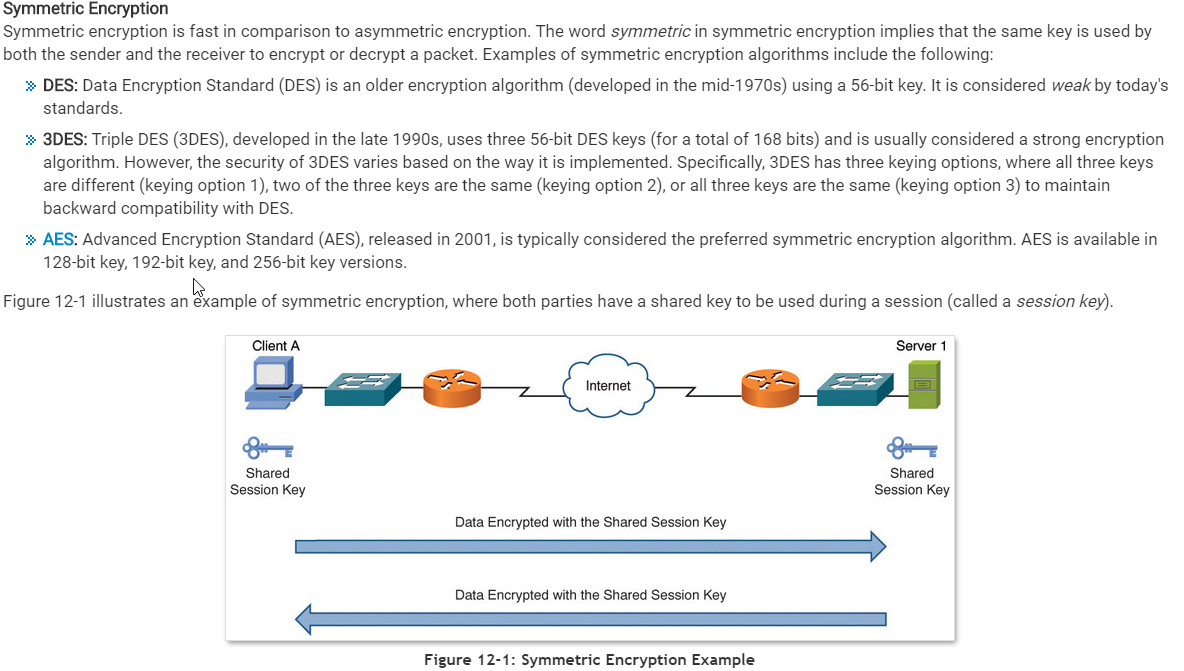 Symmetric Encryption
Symmetric encryption is fast in comparison to asymmetric encryption. The word symmetric in symmetric encryption implies that the same key is used by
both the sender and the receiver to encrypt or decrypt a packet. Examples of symmetric encryption algorithms include the following:
DES: Data Encryption Standard (DES) is an older encryption algorithm (developed in the mid-1970s) using a 56-bit key. It is considered weak by today's
standards.
3DES: Triple DES (3DES), developed in the late 1990s, uses three 56-bit DES keys (for a total of 168 bits) and is usually considered a strong encryption
algorithm. However, the security of 3DES varies based on the way it is implemented. Specifically, 3DES has three keying options, where all three keys
are different (keying option 1), two of the three keys are the same (keying option 2), or all three keys are the same (keying option 3) to maintain
backward compatibility with DES.
AES: Advanced Encryption Standard (AES), released in 2001, is typically considered the preferred symmetric encryption algorithm. AES is available in
128-bit key, 192-bit key, and 256-bit key versions.
Figure 12-1 illustrates an example of symmetric encryption, where both parties have a shared key to be used during a session (called a session key).
Client A
Server 1
Internet
Shared
Session Key
Shared
Session Key
Data Encrypted with the Shared Session Key
Data Encrypted with the Shared Session Key
Figure 12-1: Symmetric Encryption Example